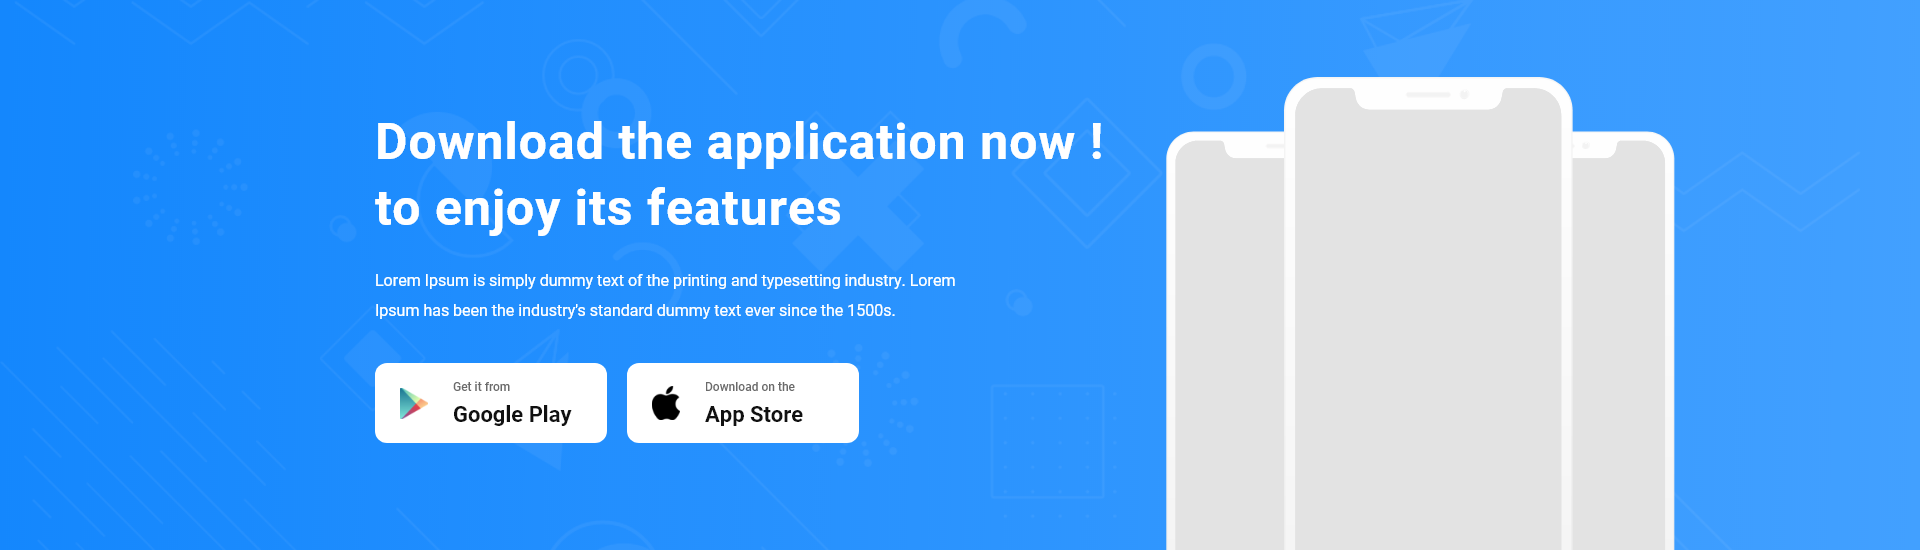 Download the application now !
to enjoy its features
Lorem Ipsum is simply dummy text of the printing and typesetting industry. Lorem
Ipsum has been the industry's standard dummy text ever since the 1500s.
Get it from
Google Play
Download on the
App Store